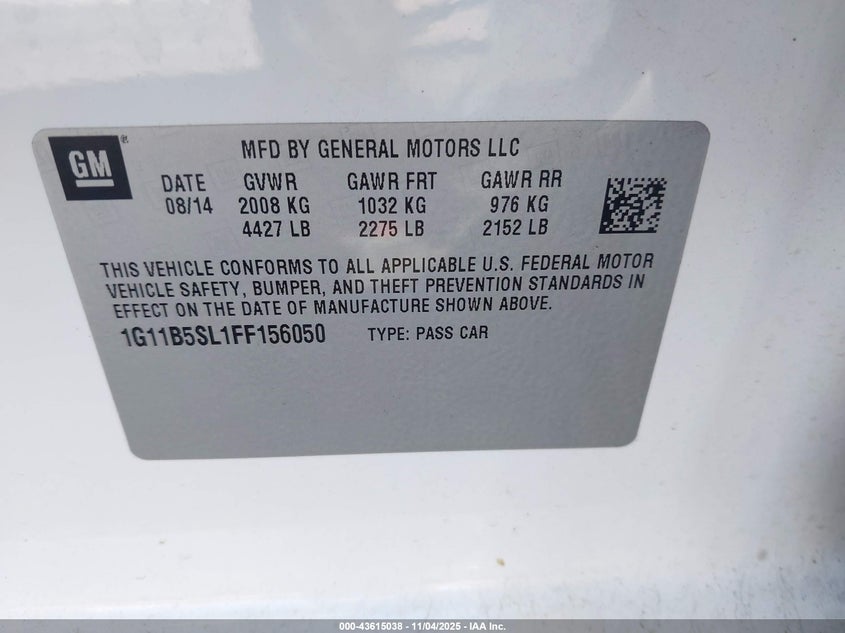 GM®
MFD BY GENERAL MOTORS LLC
DATE GVWR GAWR FRT GAWR RR
08/14 2008 KG 1032 KG 976 KG
4427 LB 2275 LB 2152 LB
THIS VEHICLE CONFORMS TO ALL APPLICABLE U.S. FEDERAL MOTOR
VEHICLE SAFETY, BUMPER, AND THEFT PREVENTION STANDARDS IN
EFFECT ON THE DATE OF MANUFACTURE SHOWN ABOVE.
1G11B5SL1FF156050 TYPE: PASS CAR
000-43615038 - 11/04/2025 - IAA Inc.